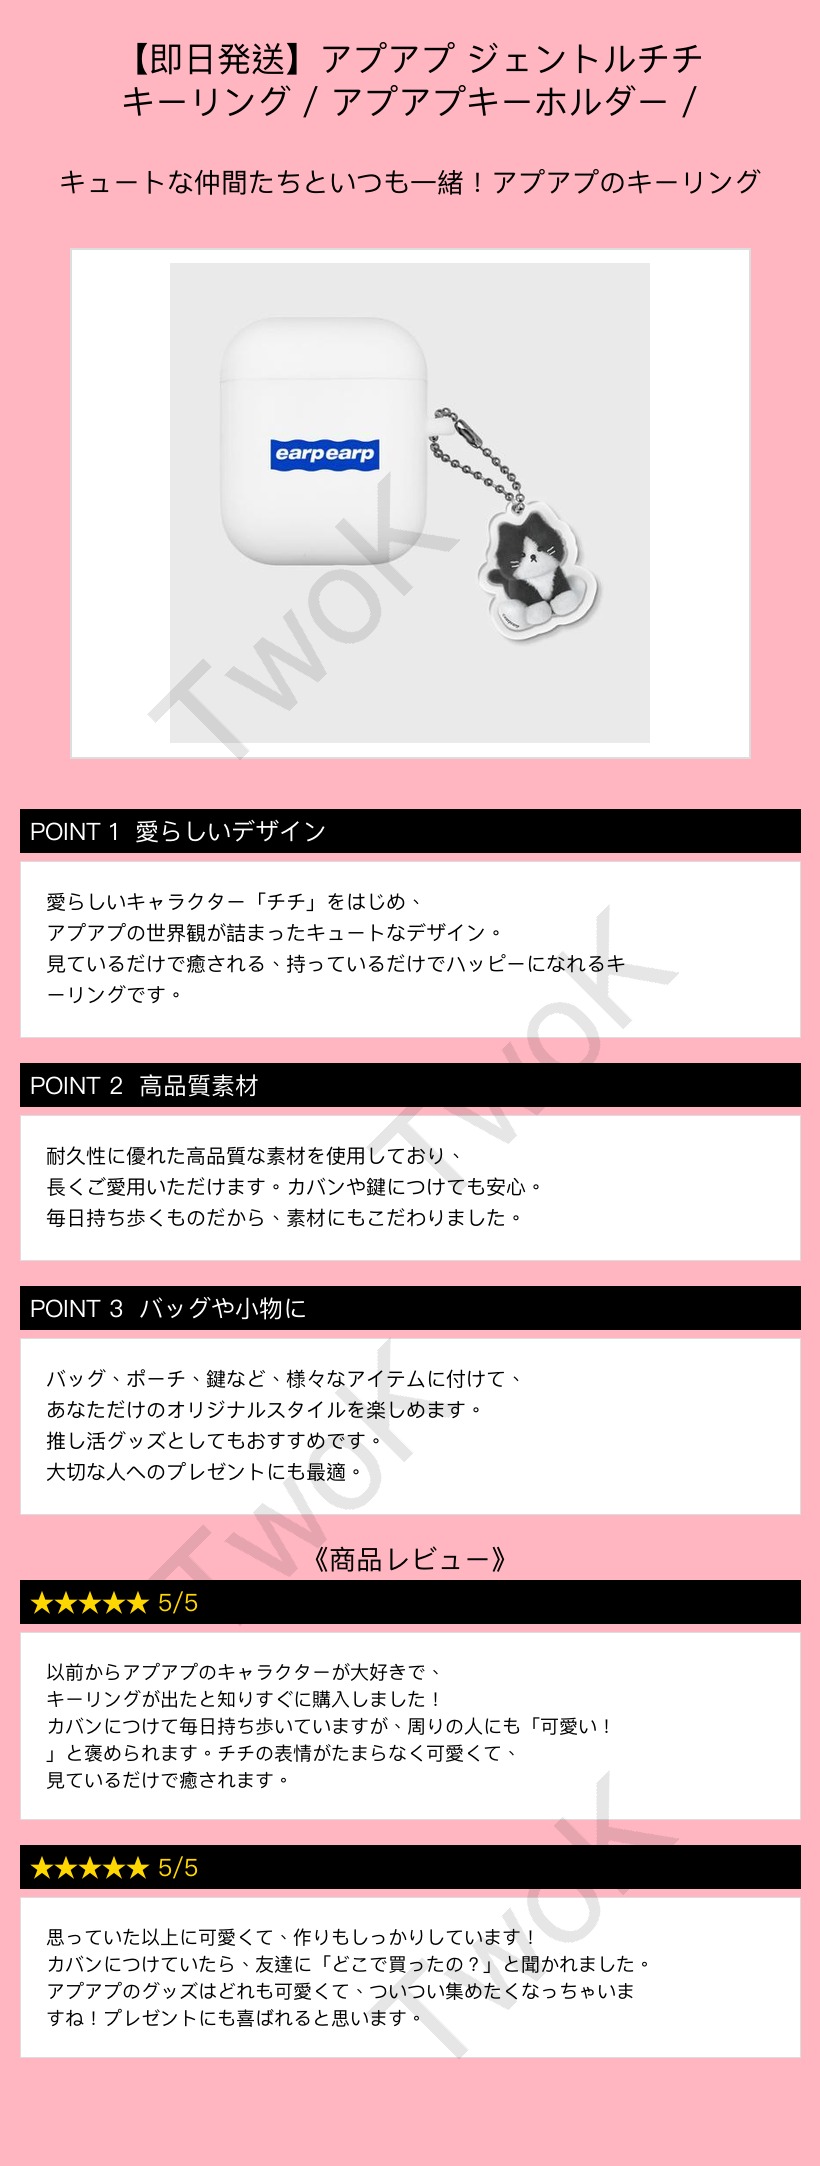 【即日発送】アプアプ ジェントルチチ
キーリング / アプアプキーホルダー /
キュートな仲間たちといつも一緒！アプアプのキーリング
earpearp
TwoK
POINT 1 愛らしいデザイン
愛らしいキャラクター「チチ」をはじめ、
アプアプの世界観が詰まったキュートなデザイン。
見ているだけで癒される、持っているだけでハッピーになれるキ
ーリングです。
TwoK
POINT 2 高品質素材
耐久性に優れた高品質な素材を使用しており、
長くご愛用いただけます。カバンや鍵につけても安心。
毎日持ち歩くものだから、素材にもこだわりました。
POINT 3 バッグや小物に
バッグ、ポーチ、鍵など、様々なアイテムに付けて、
あなただけのオリジナルスタイルを楽しめます。
推し活グッズとしてもおすすめです。
大切な人へのプレゼントにも最適。
TwoK
《商品レビュー》
★★★★★ 5/5
以前からアプアプのキャラクターが大好きで、
キーリングが出たと知りすぐに購入しました！
カバンにつけて毎日持ち歩いていますが、周りの人にも「可愛い！
」と褒められます。チチの表情がたまらなく可愛くて、
見ているだけで癒されます。
★★★★★ 5/5
思っていた以上に可愛くて、作りもしっかりしています！
カバンにつけていたら、友達に「どこで買ったの？」と聞かれました。
アプアプのグッズはどれも可愛くて、ついつい集めたくなっちゃいま
すね！プレゼントにも喜ばれると思います。
TwoK